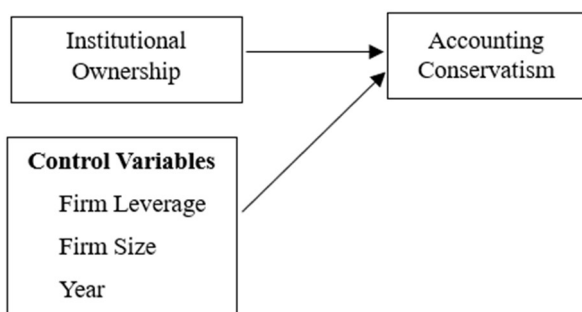 Institutional
Ownership
Accounting
Conservatism
Control Variables
Firm Leverage
Firm Size
Year